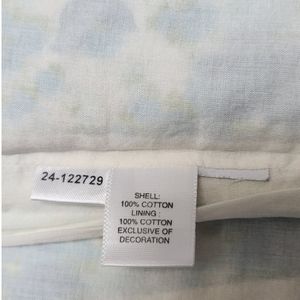 24-122729
SHELL:
100% COTTON
LINING :
100% COTTON
EXCLUSIVE OF
DECORATION